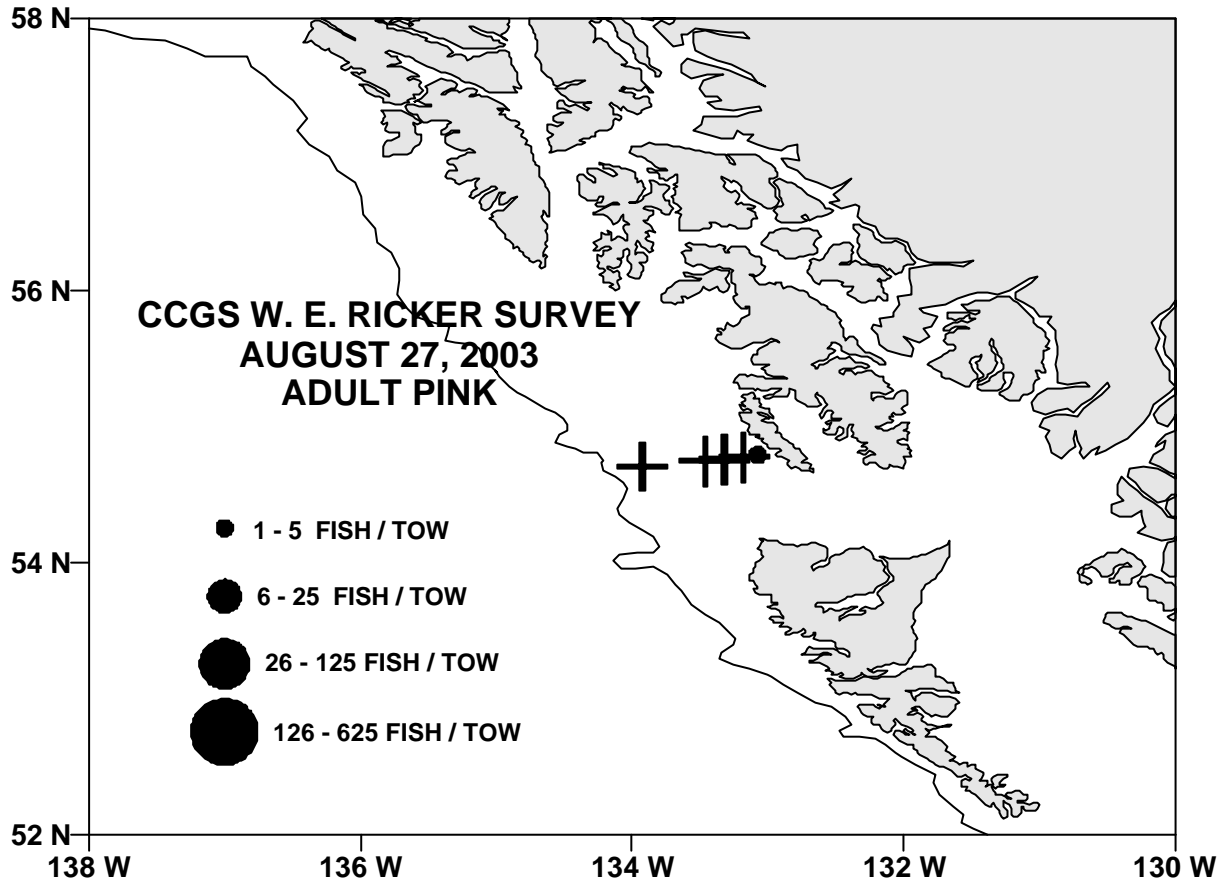 58 N
56 N
CCGS W. E. RICKER SURVEY
AUGUST 27, 2003
ADULT PINK
1 - 5 FISH / TOW
54 N
6 - 25 FISH / TOW
26 - 125 FISH / TOW
126 - 625 FISH / TOW
52 N
138 W 136 W 134 W 132 W 130 W